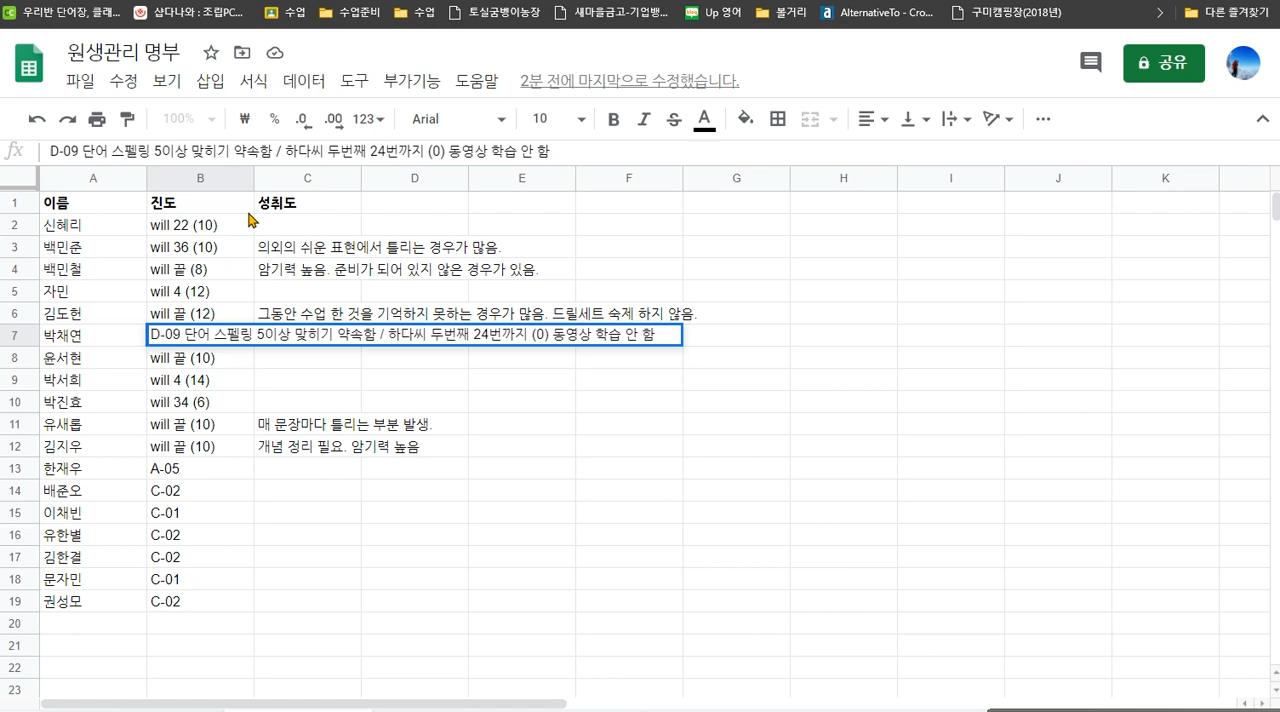 우리반 단어장, 클래...
샵다나와 : 조립PC...
수업
수업준비
수업
토실궁뱅이농장
새마을금고-기업뱅...
Up 영어
볼거리
AlternativeTo - Cro...
구미캠핑장(2018년)
다른 즐겨찾기
원생관리 명부
파일 수정 보기 삽입 서식 데이터 도구 부가기능 도움말 2분 전에 마지막으로 수정했습니다.
공유
100% ₩ % .0 .00 123 Arial 10 B I S A
fx D-09 단어 스펠링 5이상 맞히기 약속함 / 하다씨 두번째 24번까지 (0) 동영상 학습 안 함
A B C D E F G H I J K
1 이름 진도 성취도
2 신혜리 will 22 (10)
3 백민준 will 36 (10) 의외의 쉬운 표현에서 틀리는 경우가 많음.
4 백민철 will 끝 (8) 암기력 높음. 준비가 되어 있지 않은 경우가 있음.
5 자민 will 4 (12)
6 김도헌 will 끝 (12) 그동안 수업 한 것을 기억하지 못하는 경우가 많음. 드릴세트 숙제 하지 않음.
7 박채연 D-09 단어 스펠링 5이상 맞히기 약속함 / 하다씨 두번째 24번까지 (0) 동영상 학습 안 함
8 윤서현 will 끝 (10)
9 박서희 will 4 (14)
10 박진효 will 34 (6)
11 유새롭 will 끝 (10) 매 문장마다 틀리는 부분 발생.
12 김지우 will 끝 (10) 개념 정리 필요. 암기력 높음
13 한재우 A-05
14 배준오 C-02
15 이채빈 C-01
16 유한별 C-02
17 김한결 C-02
18 문자민 C-01
19 권성모 C-02
20
21
22
23